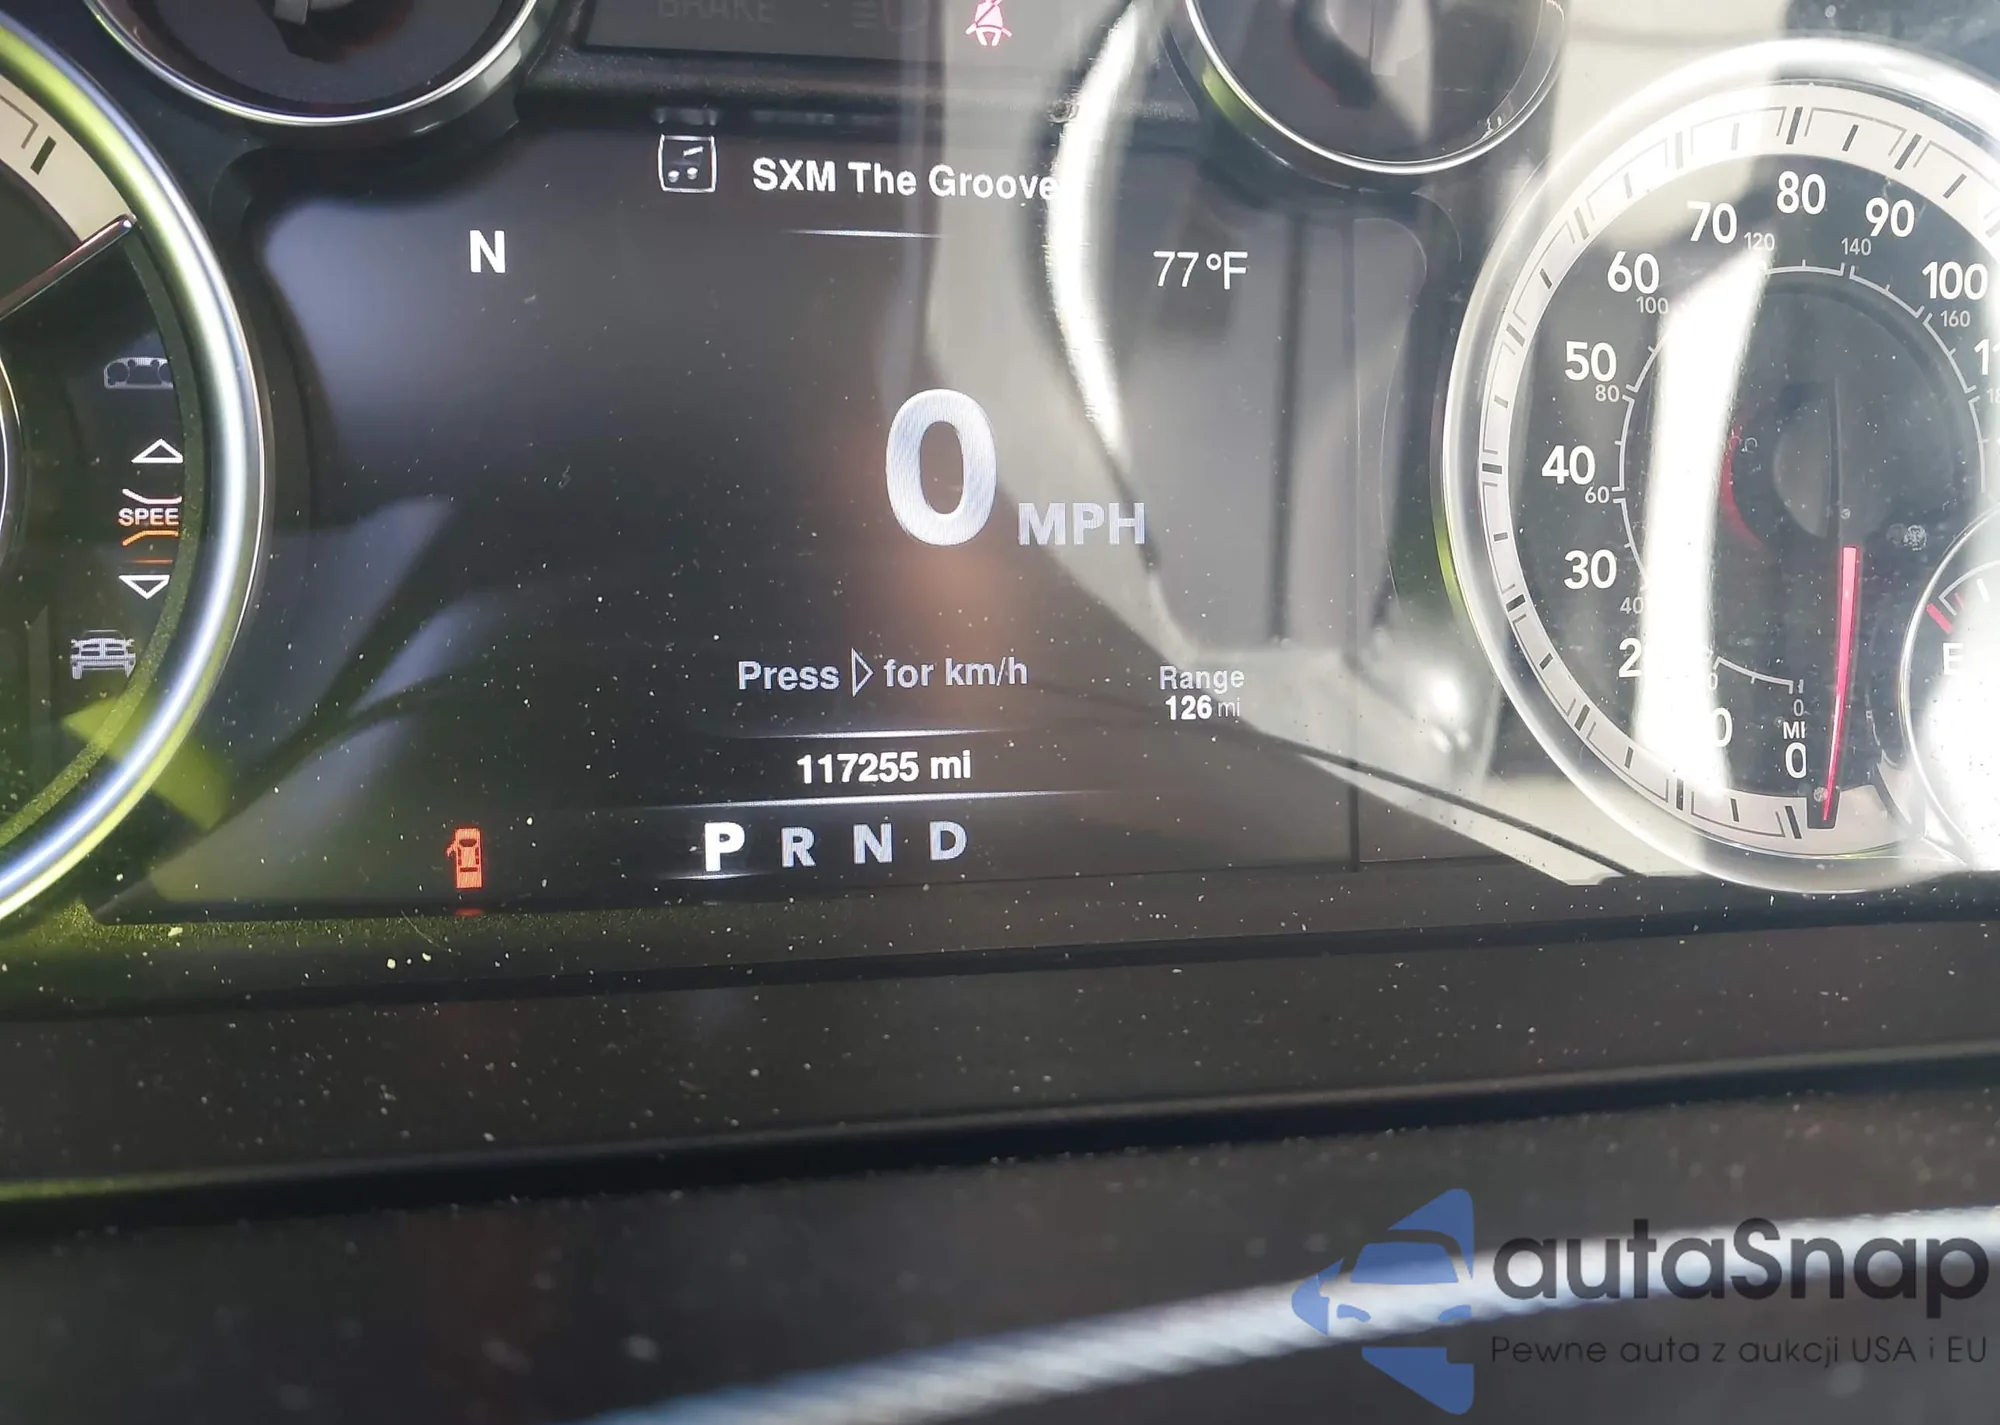 BRAKE
SXM The Groove
N
77°F
80
70
90
120
140
60
100
100
160
50
80
0
MPH
40
60
SPEE
30
40
Press ▷ for km/h
Range
126 mi
117255 mi
0
P R N D
E
autaSnap
Pewne auta z aukcji USA i EU